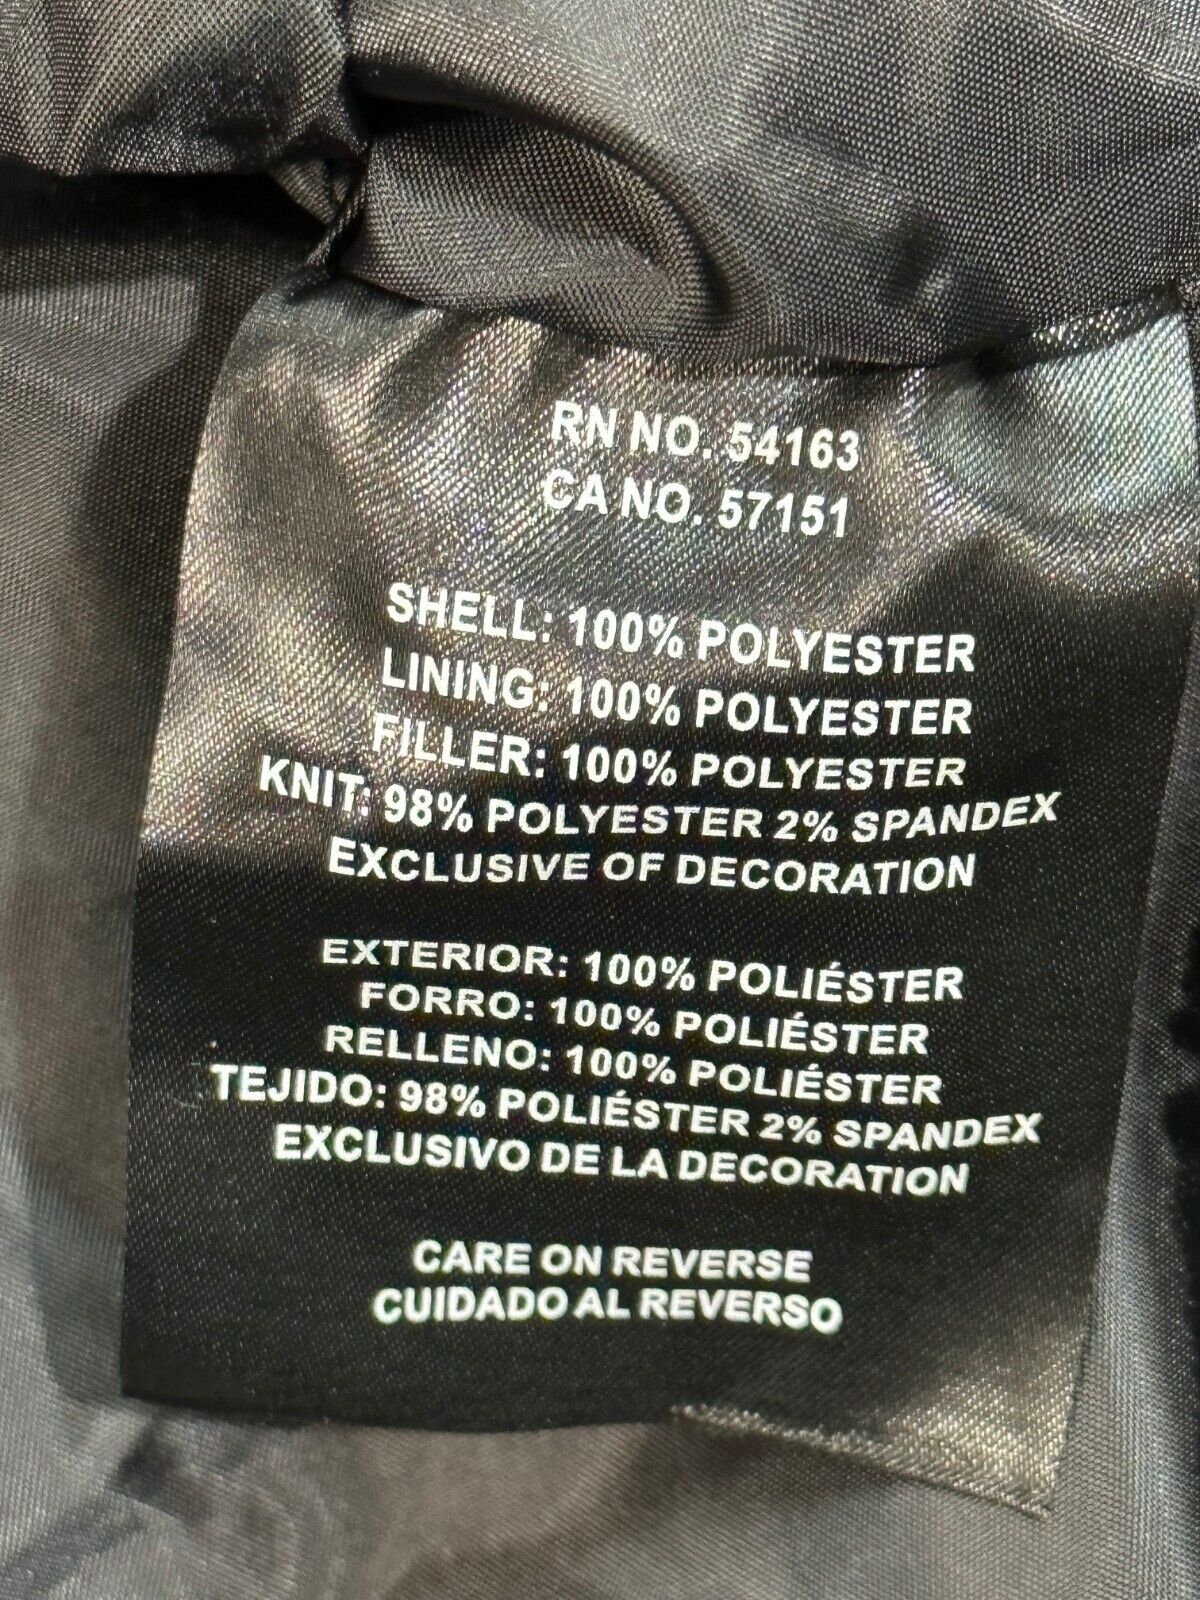 RN NO. 54163
CA NO. 57151
SHELL: 100% POLYESTER
LINING: 100% POLYESTER
FILLER: 100% POLYESTER
KNIT: 98% POLYESTER 2% SPANDEX
EXCLUSIVE OF DECORATION
EXTERIOR: 100% POLIÉSTER
FORRO: 100% POLIÉSTER
RELLENO: 100% POLIÉSTER
TEJIDO: 98% POLIÉSTER 2% SPANDEX
EXCLUSIVO DE LA DECORATION
CARE ON REVERSE
CUIDADO AL REVERSO